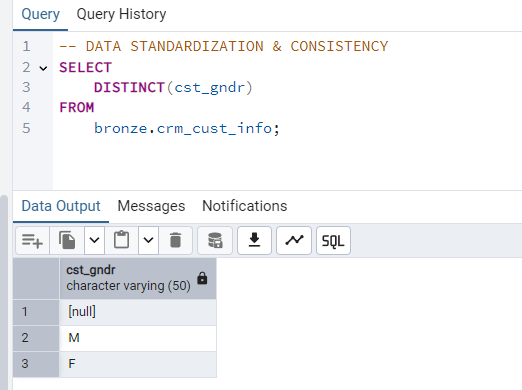 Query Query History
1 -- DATA STANDARDIZATION & CONSISTENCY
2 SELECT
3 DISTINCT(cst_gndr)
4 FROM
5 bronze.crm_cust_info;
Data Output Messages Notifications
SQL
cst_gndr
character varying (50)
1 [null]
2 M
3 F